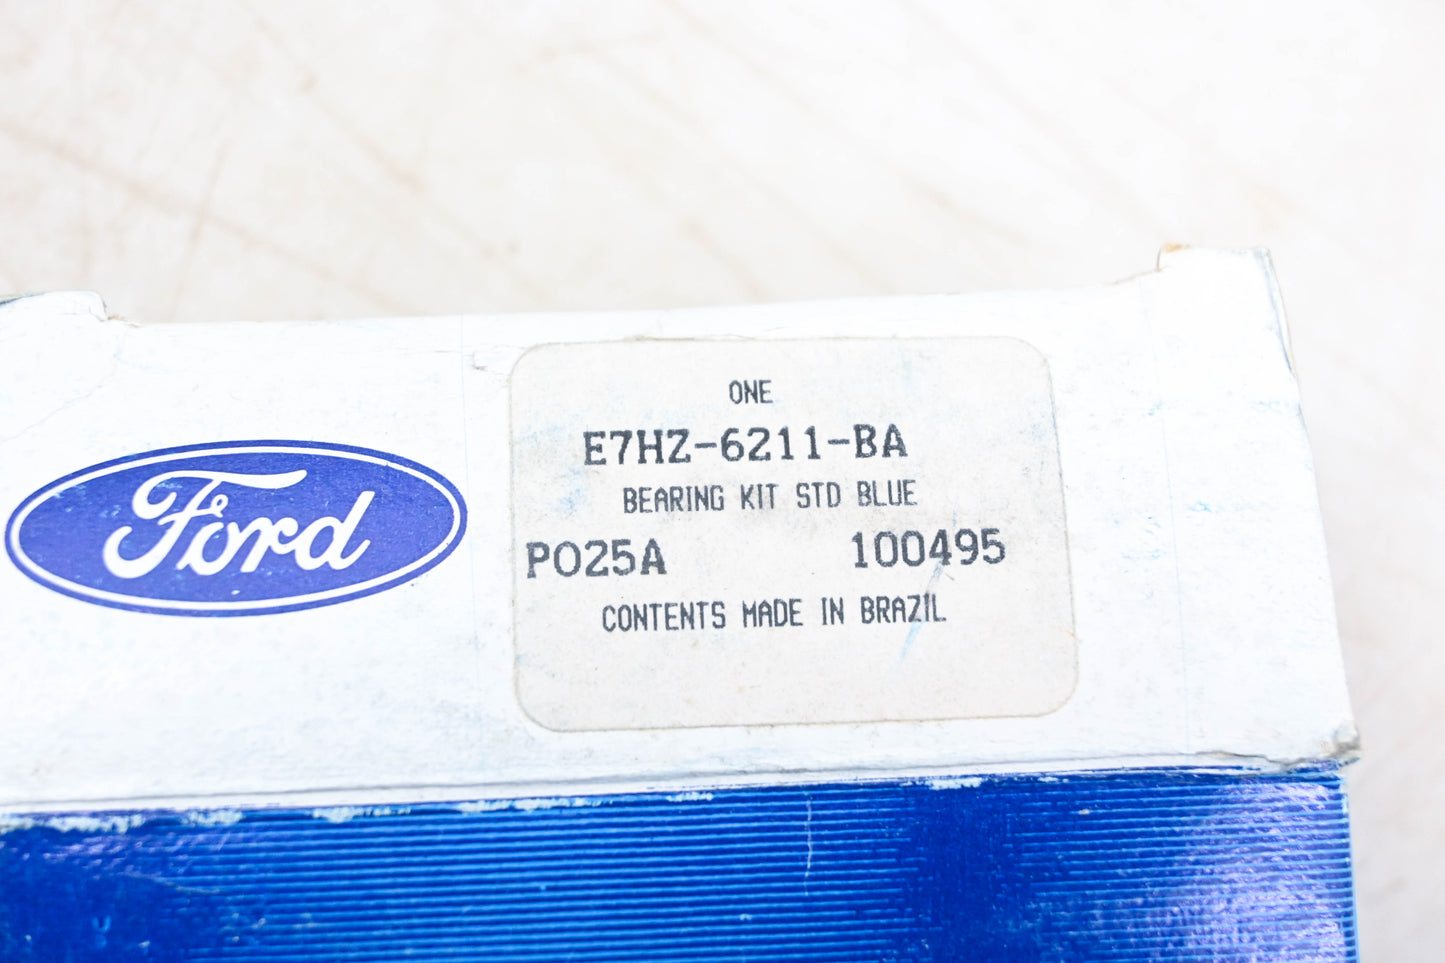 Ford
ONE
E7HZ-6211-BA
BEARING KIT STD BLUE
PO25A 100495
CONTENTS MADE IN BRAZIL